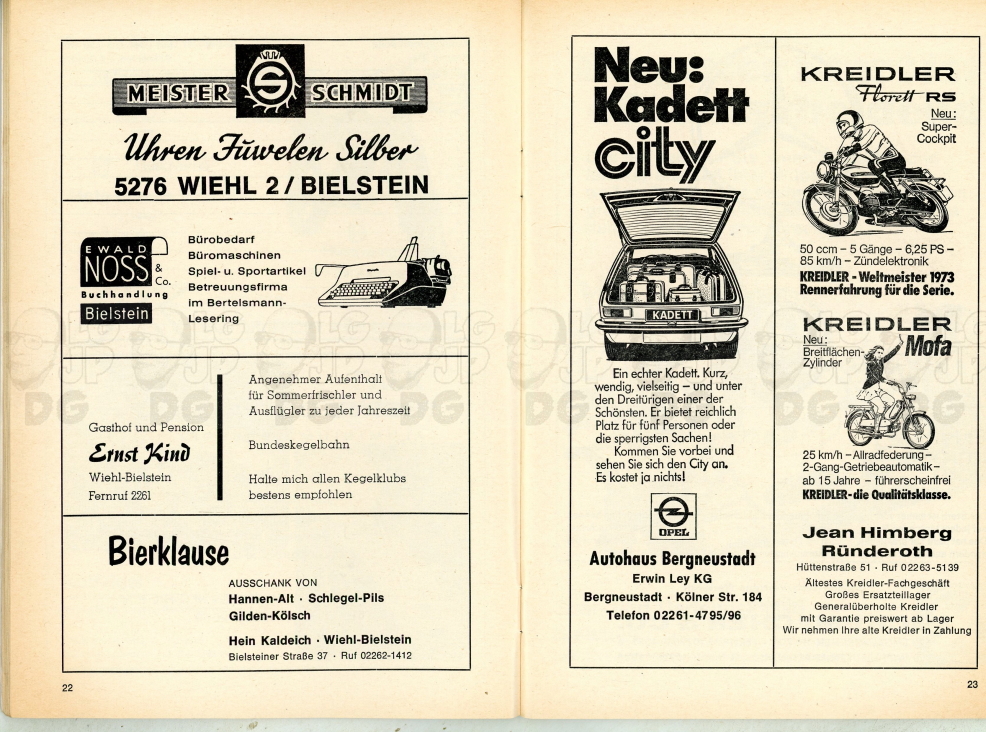 MEISTER S SCHMIDT
Uhren Juwelen Silber
5276 WIEHL 2 / BIELSTEIN
EWALD
NOSS
& Co.
Buchhandlung
Bielstein
Bürobedarf
Büromaschinen
Spiel- u. Sportartikel
Betreuungsfirma
im Bertelsmann-
Lesering
Gasthof und Pension
Ernst Kind
Wiehl-Bielstein
Fernruf 2261
Angenehmer Aufenthalt
für Sommerfrischler und
Ausflügler zu jeder Jahreszeit
Bundeskegelbahn
Halte mich allen Kegelklubs
bestens empfohlen
Bierklause
AUSSCHANK VON
Hannen-Alt · Schlegel-Pils
Gilden-Kölsch
Hein Kaldeich · Wiehl-Bielstein
Bielsteiner Straße 37 · Ruf 02262-1412
22
Neu:
Kadett
City
KADETT
Ein echter Kadett. Kurz,
wendig, vielseitig – und unter
den Dreitürigen einer der
Schönsten. Er bietet reichlich
Platz für fünf Personen oder
die sperrigsten Sachen!
Kommen Sie vorbei und
sehen Sie sich den City an.
Es kostet ja nichts!
OPEL
Autohaus Bergneustadt
Erwin Ley KG
Bergneustadt · Kölner Str. 184
Telefon 02261-4795/96
KREIDLER
Florett RS
Neu:
Super-
Cockpit
50 ccm – 5 Gänge – 6,25 PS –
85 km/h – Zündelektronik
KREIDLER - Weltmeister 1973
Rennerfahrung für die Serie.
KREIDLER
Mofa
Neu:
Breitflächen-
Zylinder
25 km/h – Allradfederung –
2-Gang-Getriebeautomatik –
ab 15 Jahre – führerscheinfrei
KREIDLER-die Qualitätsklasse.
Jean Himberg
Ründeroth
Hüttenstraße 51 · Ruf 02263-5139
Ältestes Kreidler-Fachgeschäft
Großes Ersatzteillager
Generalüberholte Kreidler
mit Garantie preiswert ab Lager
Wir nehmen Ihre alte Kreidler in Zahlung
23